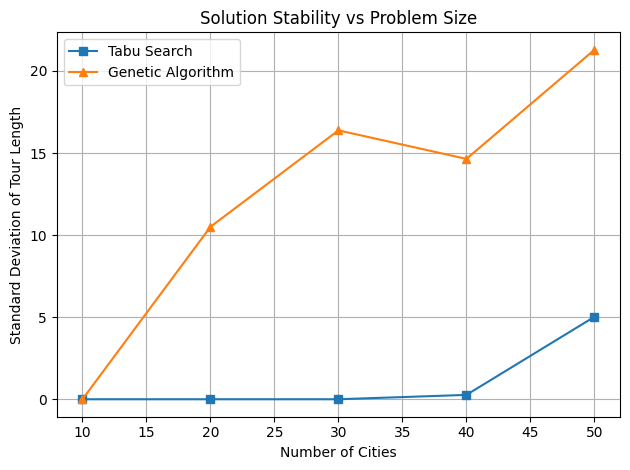 Solution Stability vs Problem Size
Tabu Search
Genetic Algorithm
Standard Deviation of Tour Length
20
15
10
5
0
10 15 20 25 30 35 40 45 50
Number of Cities